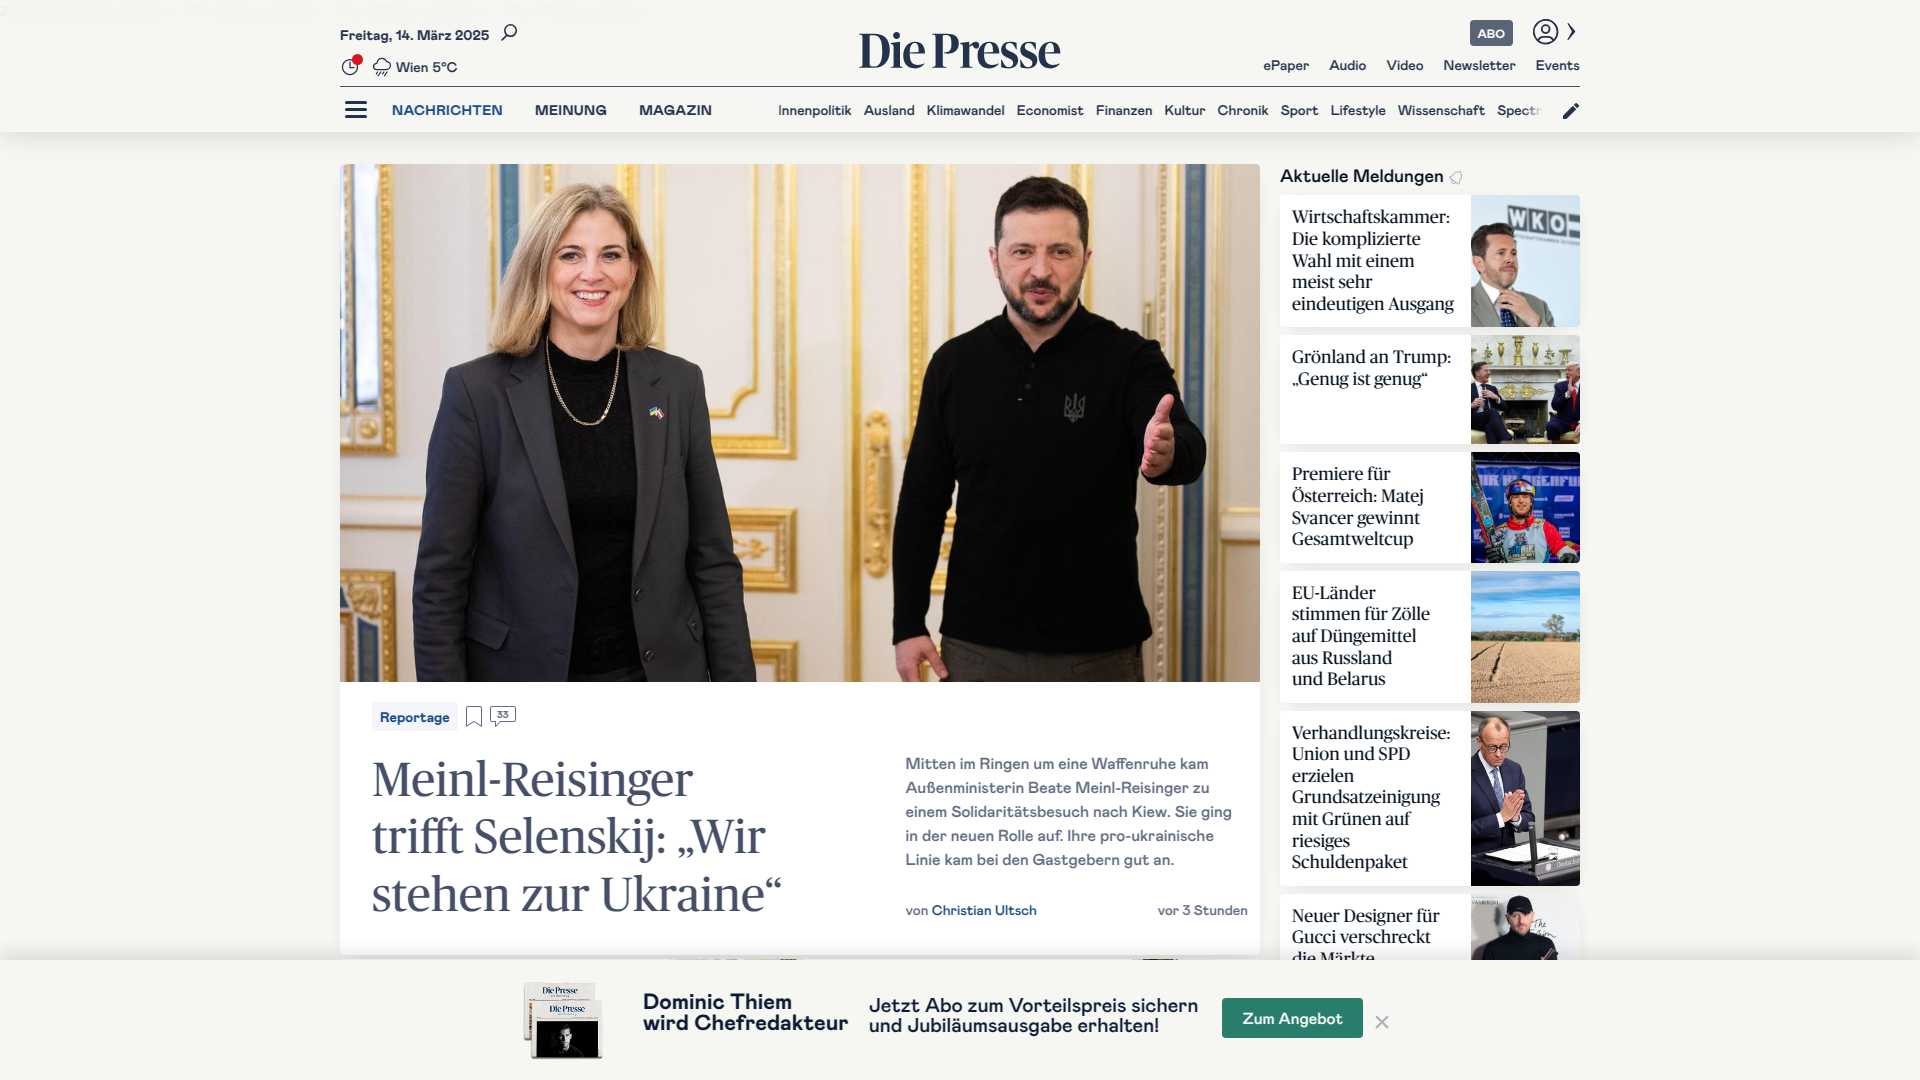 Freitag, 14. März 2025
Wien 5°C
Die Presse
ABO
ePaper Audio Video Newsletter Events
NACHRICHTEN MEINUNG MAGAZIN
Innenpolitik Ausland Klimawandel Economist Finanzen Kultur Chronik Sport Lifestyle Wissenschaft
Reportage
33
Meinl-Reisinger
trifft Selenskij: „Wir
stehen zur Ukraine“
Mitten im Ringen um eine Waffenruhe kam
Außenministerin Beate Meinl-Reisinger zu
einem Solidaritätsbesuch nach Kiew. Sie ging
in der neuen Rolle auf. Ihre pro-ukrainische
Linie kam bei den Gastgebern gut an.
von Christian Ultsch
vor 3 Stunden
Aktuelle Meldungen
Wirtschaftskammer:
Die komplizierte
Wahl mit einem
meist sehr
eindeutigen Ausgang
WKO
Grönland an Trump:
„Genug ist genug“
Premiere für
Österreich: Matej
Svancer gewinnt
Gesamtweltcup
EU-Länder
stimmen für Zölle
auf Düngemittel
aus Russland
und Belarus
Verhandlungskreise:
Union und SPD
erzielen
Grundsatzeinigung
mit Grünen auf
riesiges
Schuldenpaket
Neuer Designer für
Gucci verschreckt
die Märkte
The
Die Presse
Die Presse
Dominic Thiem
wird Chefredakteur
Jetzt Abo zum Vorteilspreis sichern
und Jubiläumsausgabe erhalten!
Zum Angebot